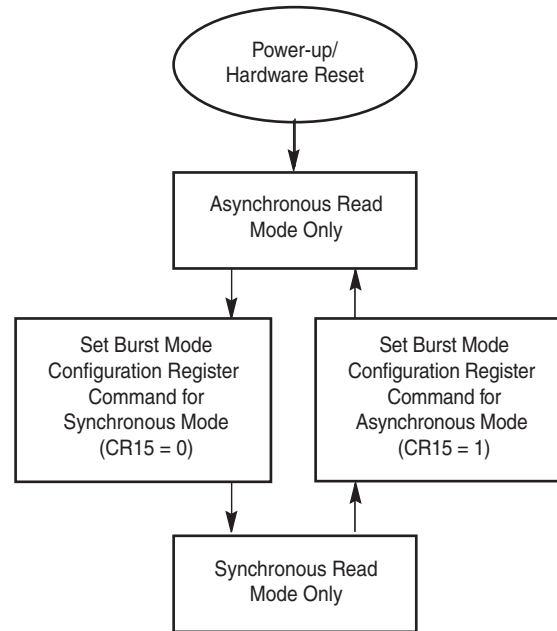 Power-up/
Hardware Reset
Asynchronous Read
Mode Only
Set Burst Mode
Configuration Register
Command for
Synchronous Mode
(CR15 = 0)
Set Burst Mode
Configuration Register
Command for
Asynchronous Mode
(CR15 = 1)
Synchronous Read
Mode Only